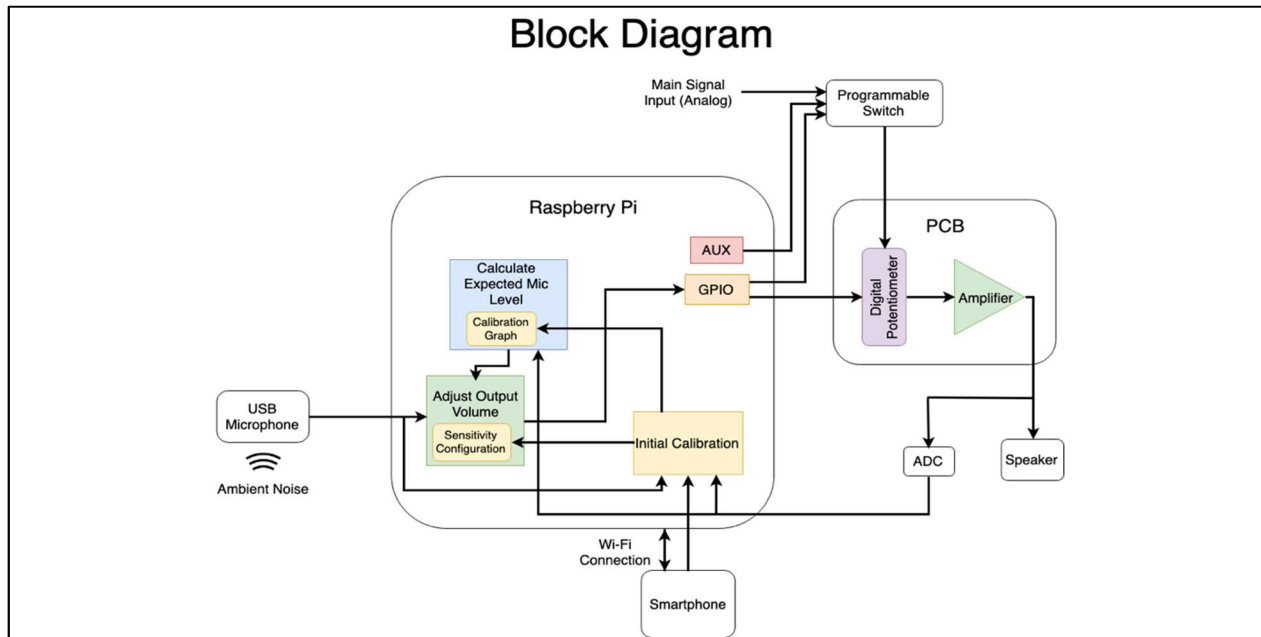 Block Diagram
Main Signal
Input (Analog)
Programmable
Switch
Raspberry Pi
PCB
AUX
Calculate
Expected Mic
Level
GPIO
Digital
Potentiometer
Amplifier
Calibration
Graph
USB
Microphone
Adjust Output
Volume
Sensitivity
Configuration
Initial Calibration
ADC
Speaker
Ambient Noise
Wi-Fi
Connection
Smartphone